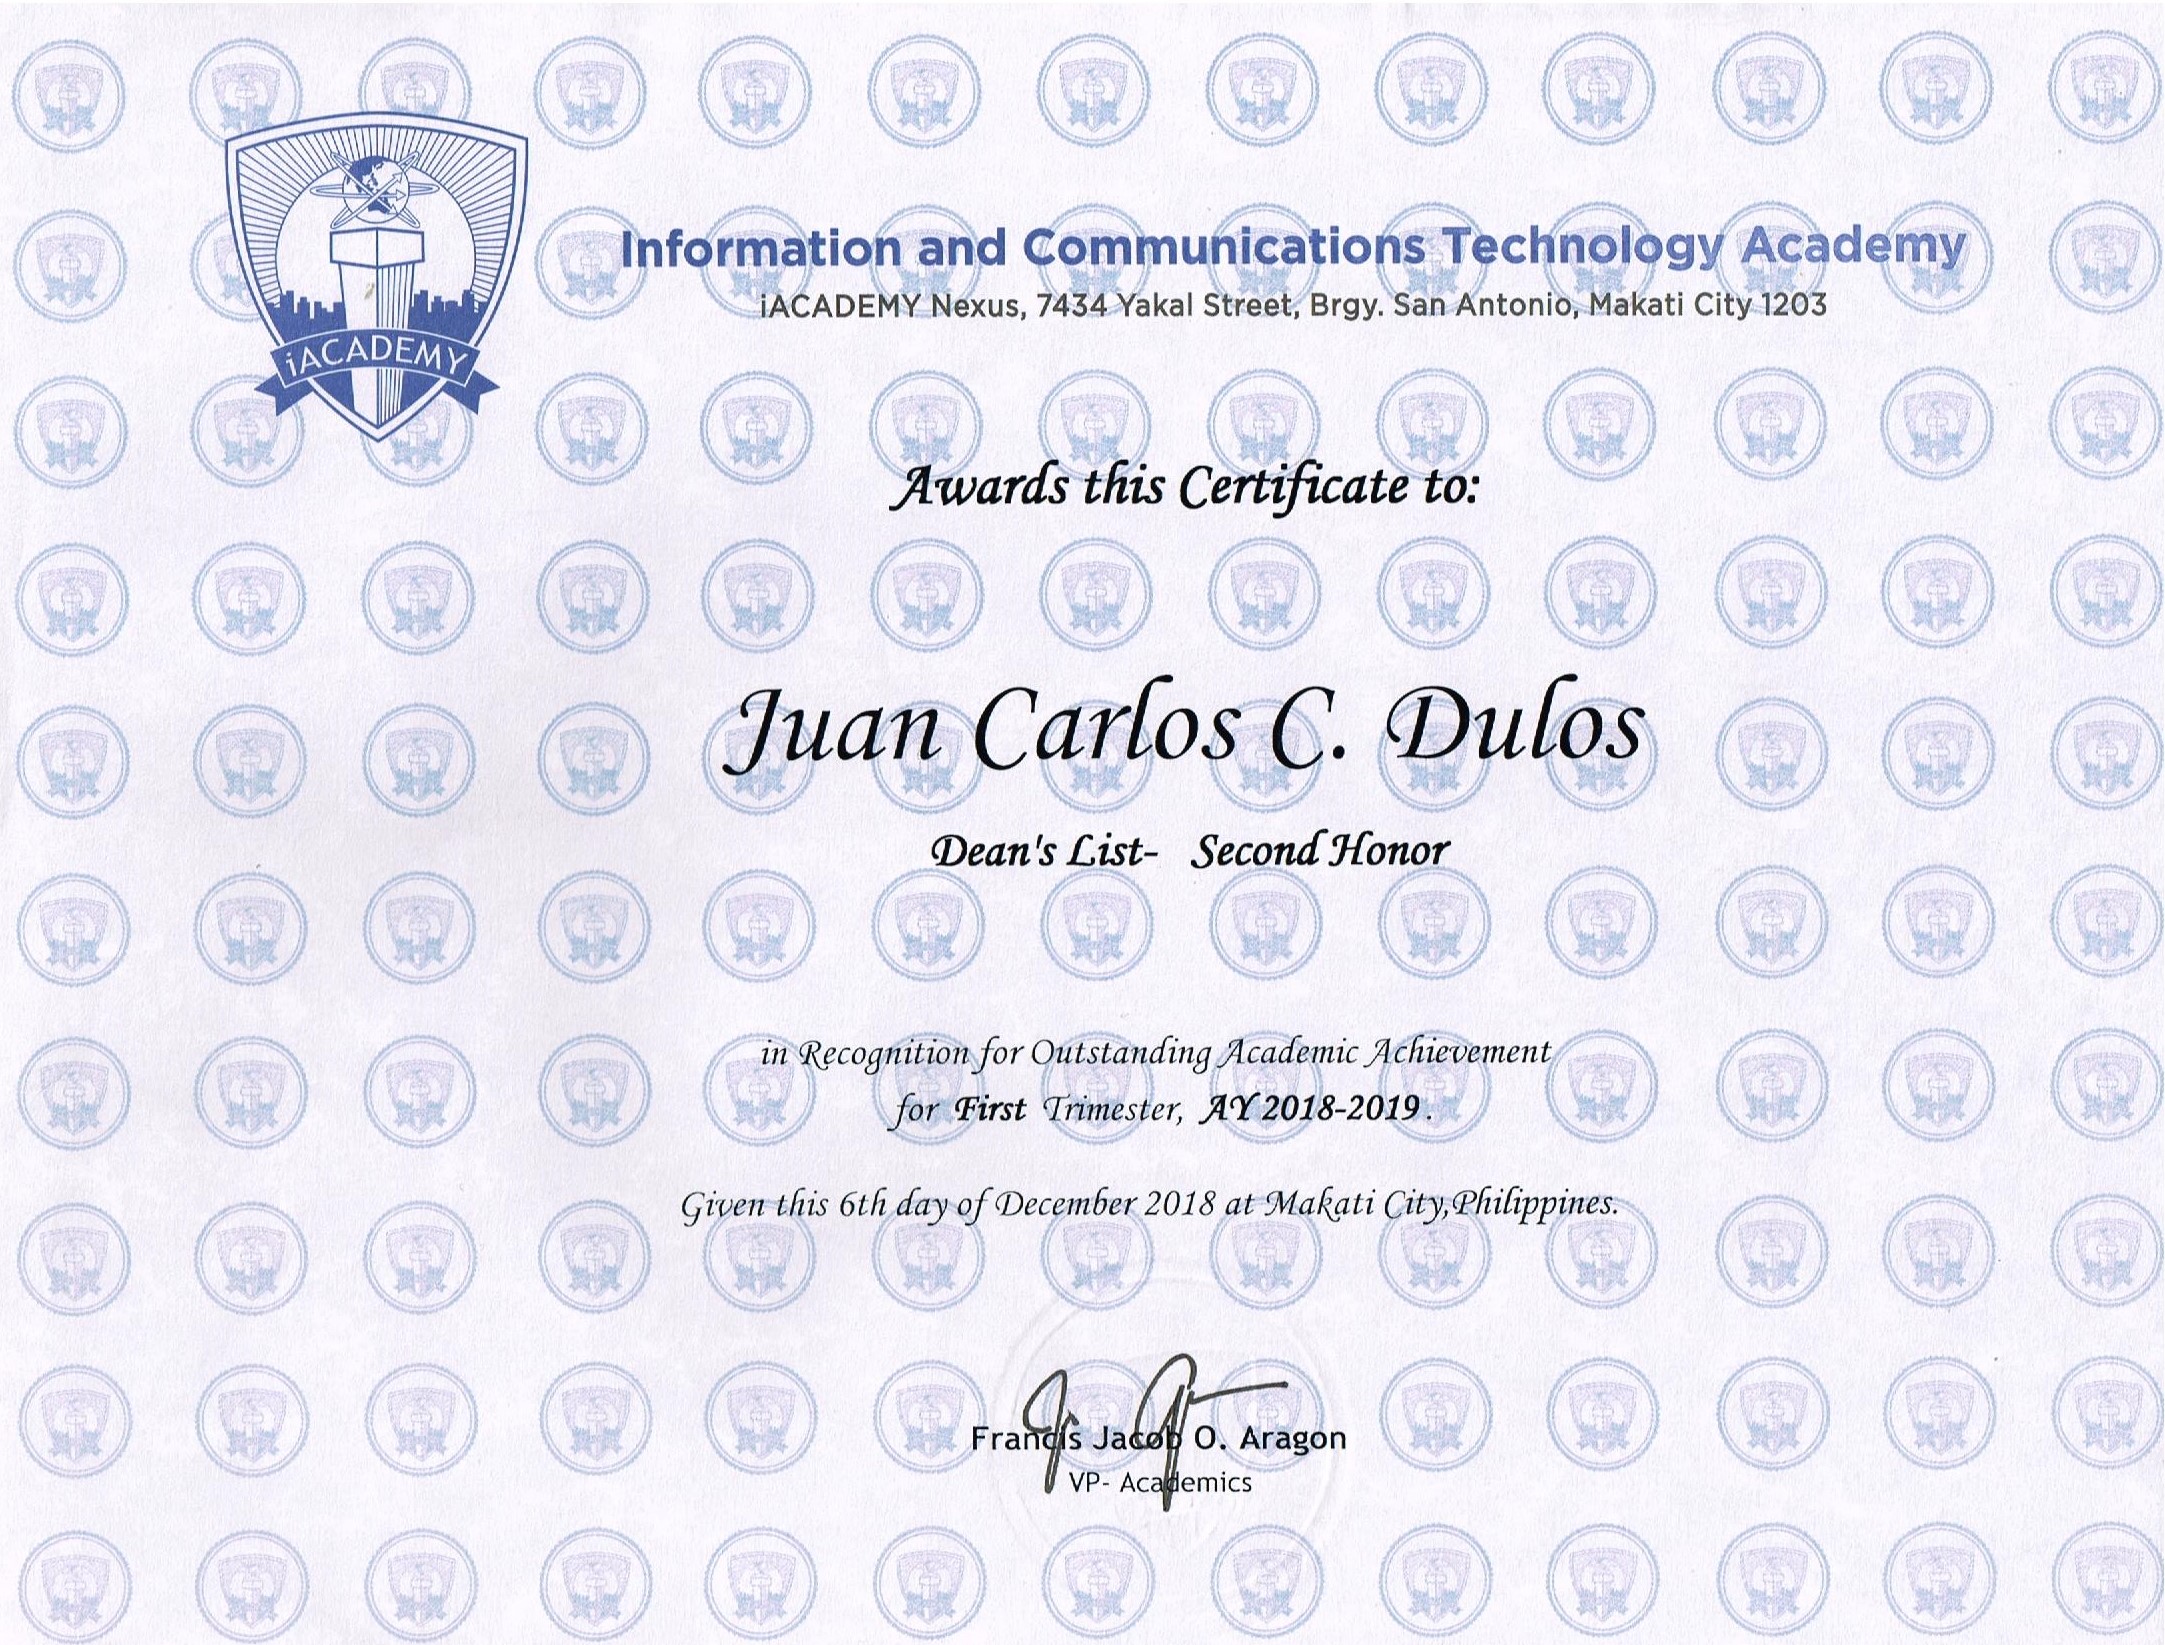 iACADEMY
Information and Communications Technology Academy
iACADEMY Nexus, 7434 Yakal Street, Brgy. San Antonio, Makati City 1203
Awards this Certificate to:
Juan Carlos C. Dulos
Dean's List- Second Honor
in Recognition for Outstanding Academic Achievement
for First Trimester, AY 2018-2019.
Given this 6th day of December 2018 at Makati City,Philippines.
Francis Jacob O. Aragon
VP- Academics